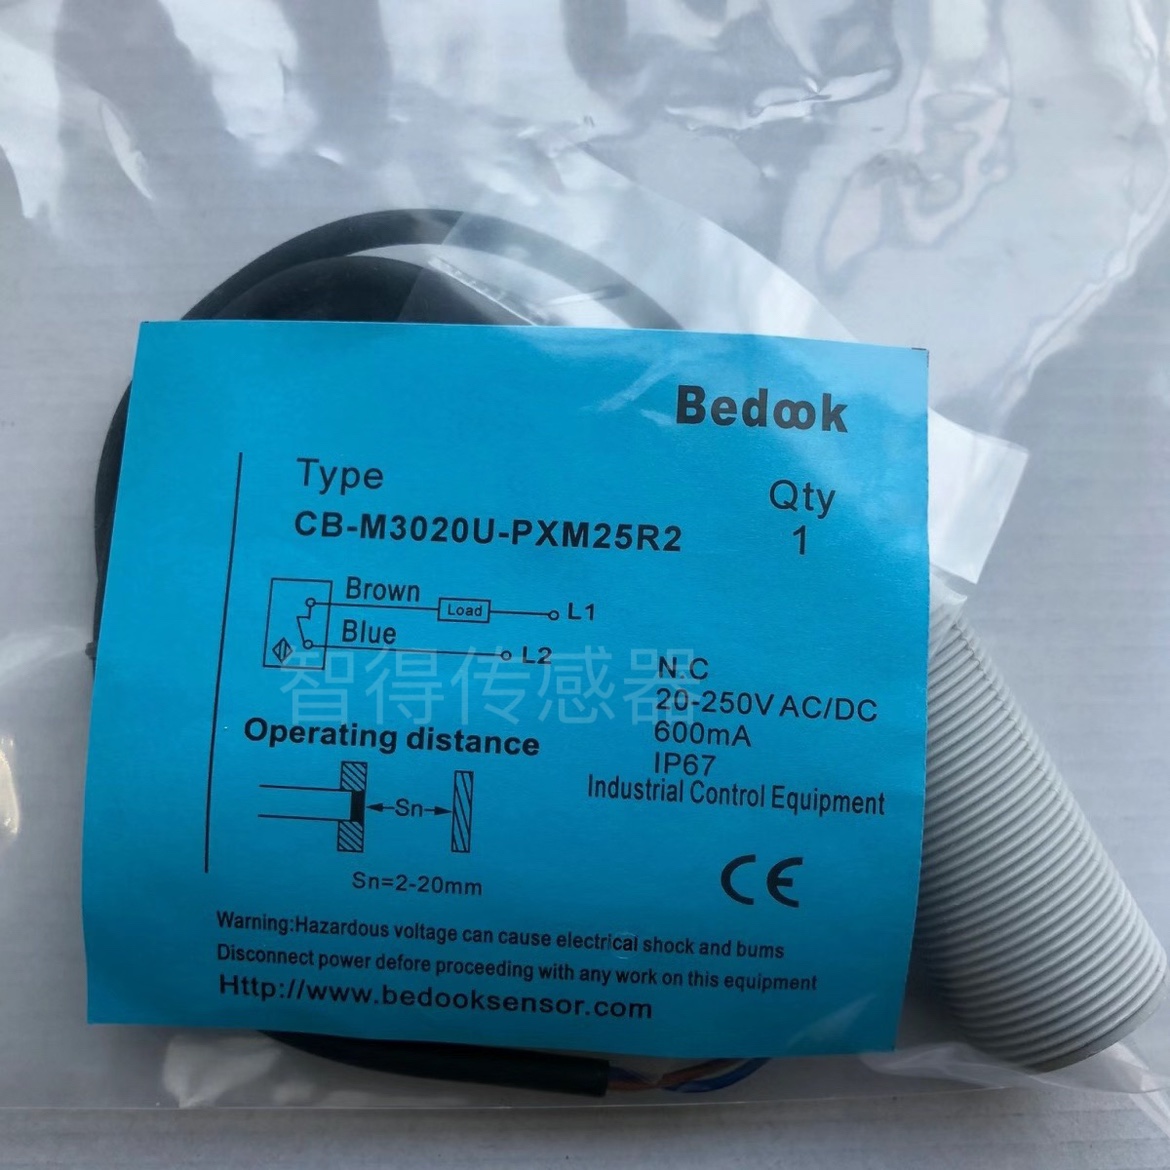 Bedook
Type
Qty
CB-M3020U-PXM25R2
1
Brown
Load
L1
Blue
L2
智得传感器
N.C
20-250V AC/DC
600mA
IP67
Industrial Control Equipment
Operating distance
Sn
Sn=2-20mm
CE
Warning:Hazardous voltage can cause electrical shock and bums
Disconnect power defore proceeding with any work on this equipment
Http://www.bedooksensor.com